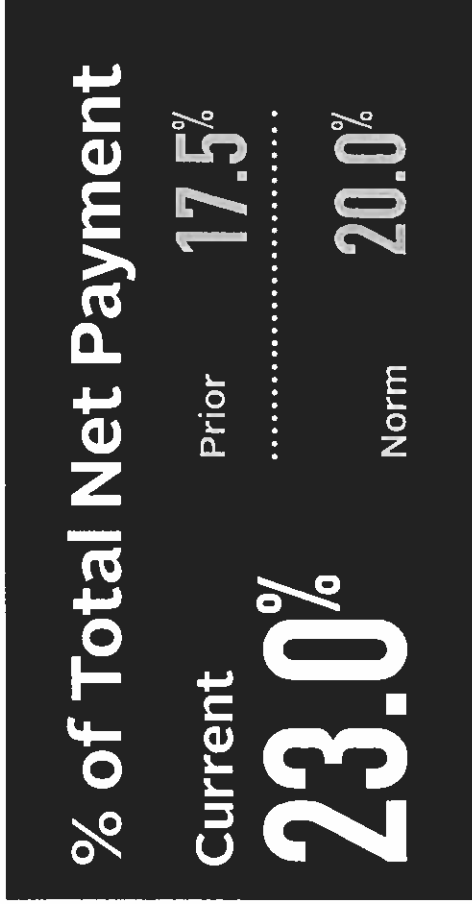 % of Total Net Payment
Current
23.0%
Prior 17.5%
Norm 20.0%